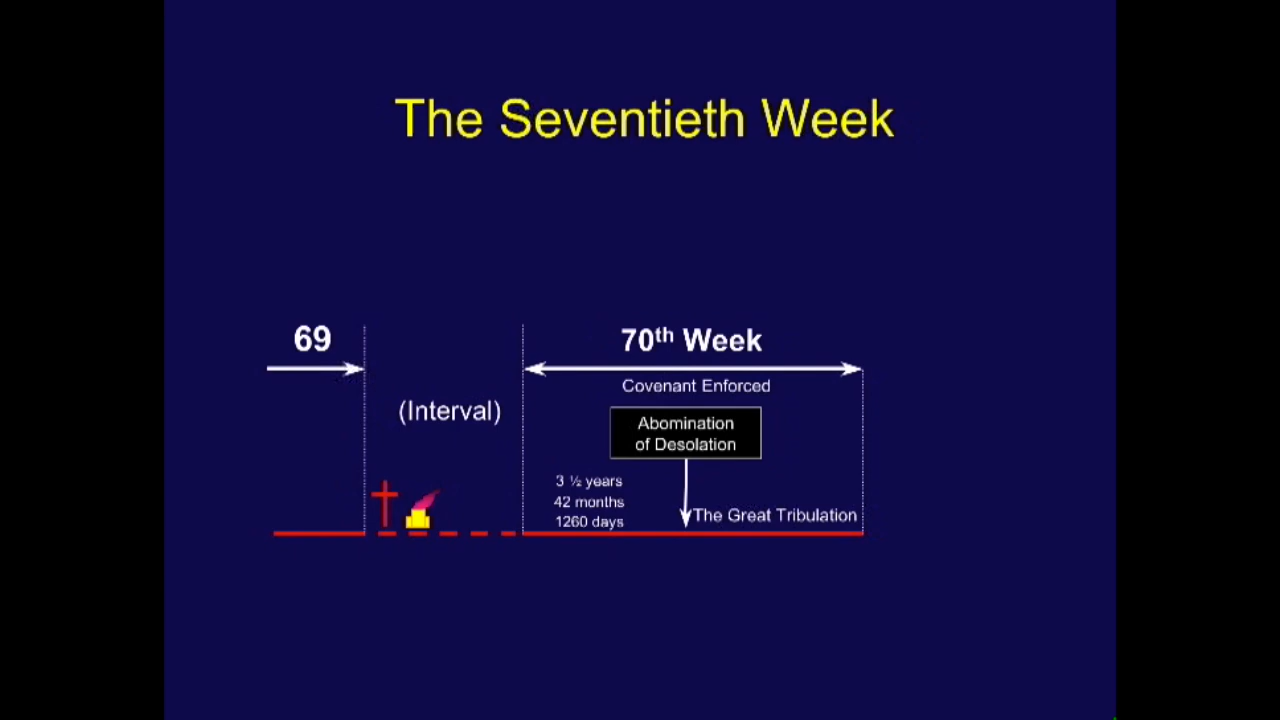 The Seventieth Week
69
70th Week
Covenant Enforced
(Interval)
Abomination
of Desolation
3 ½ years
42 months
1260 days
The Great Tribulation